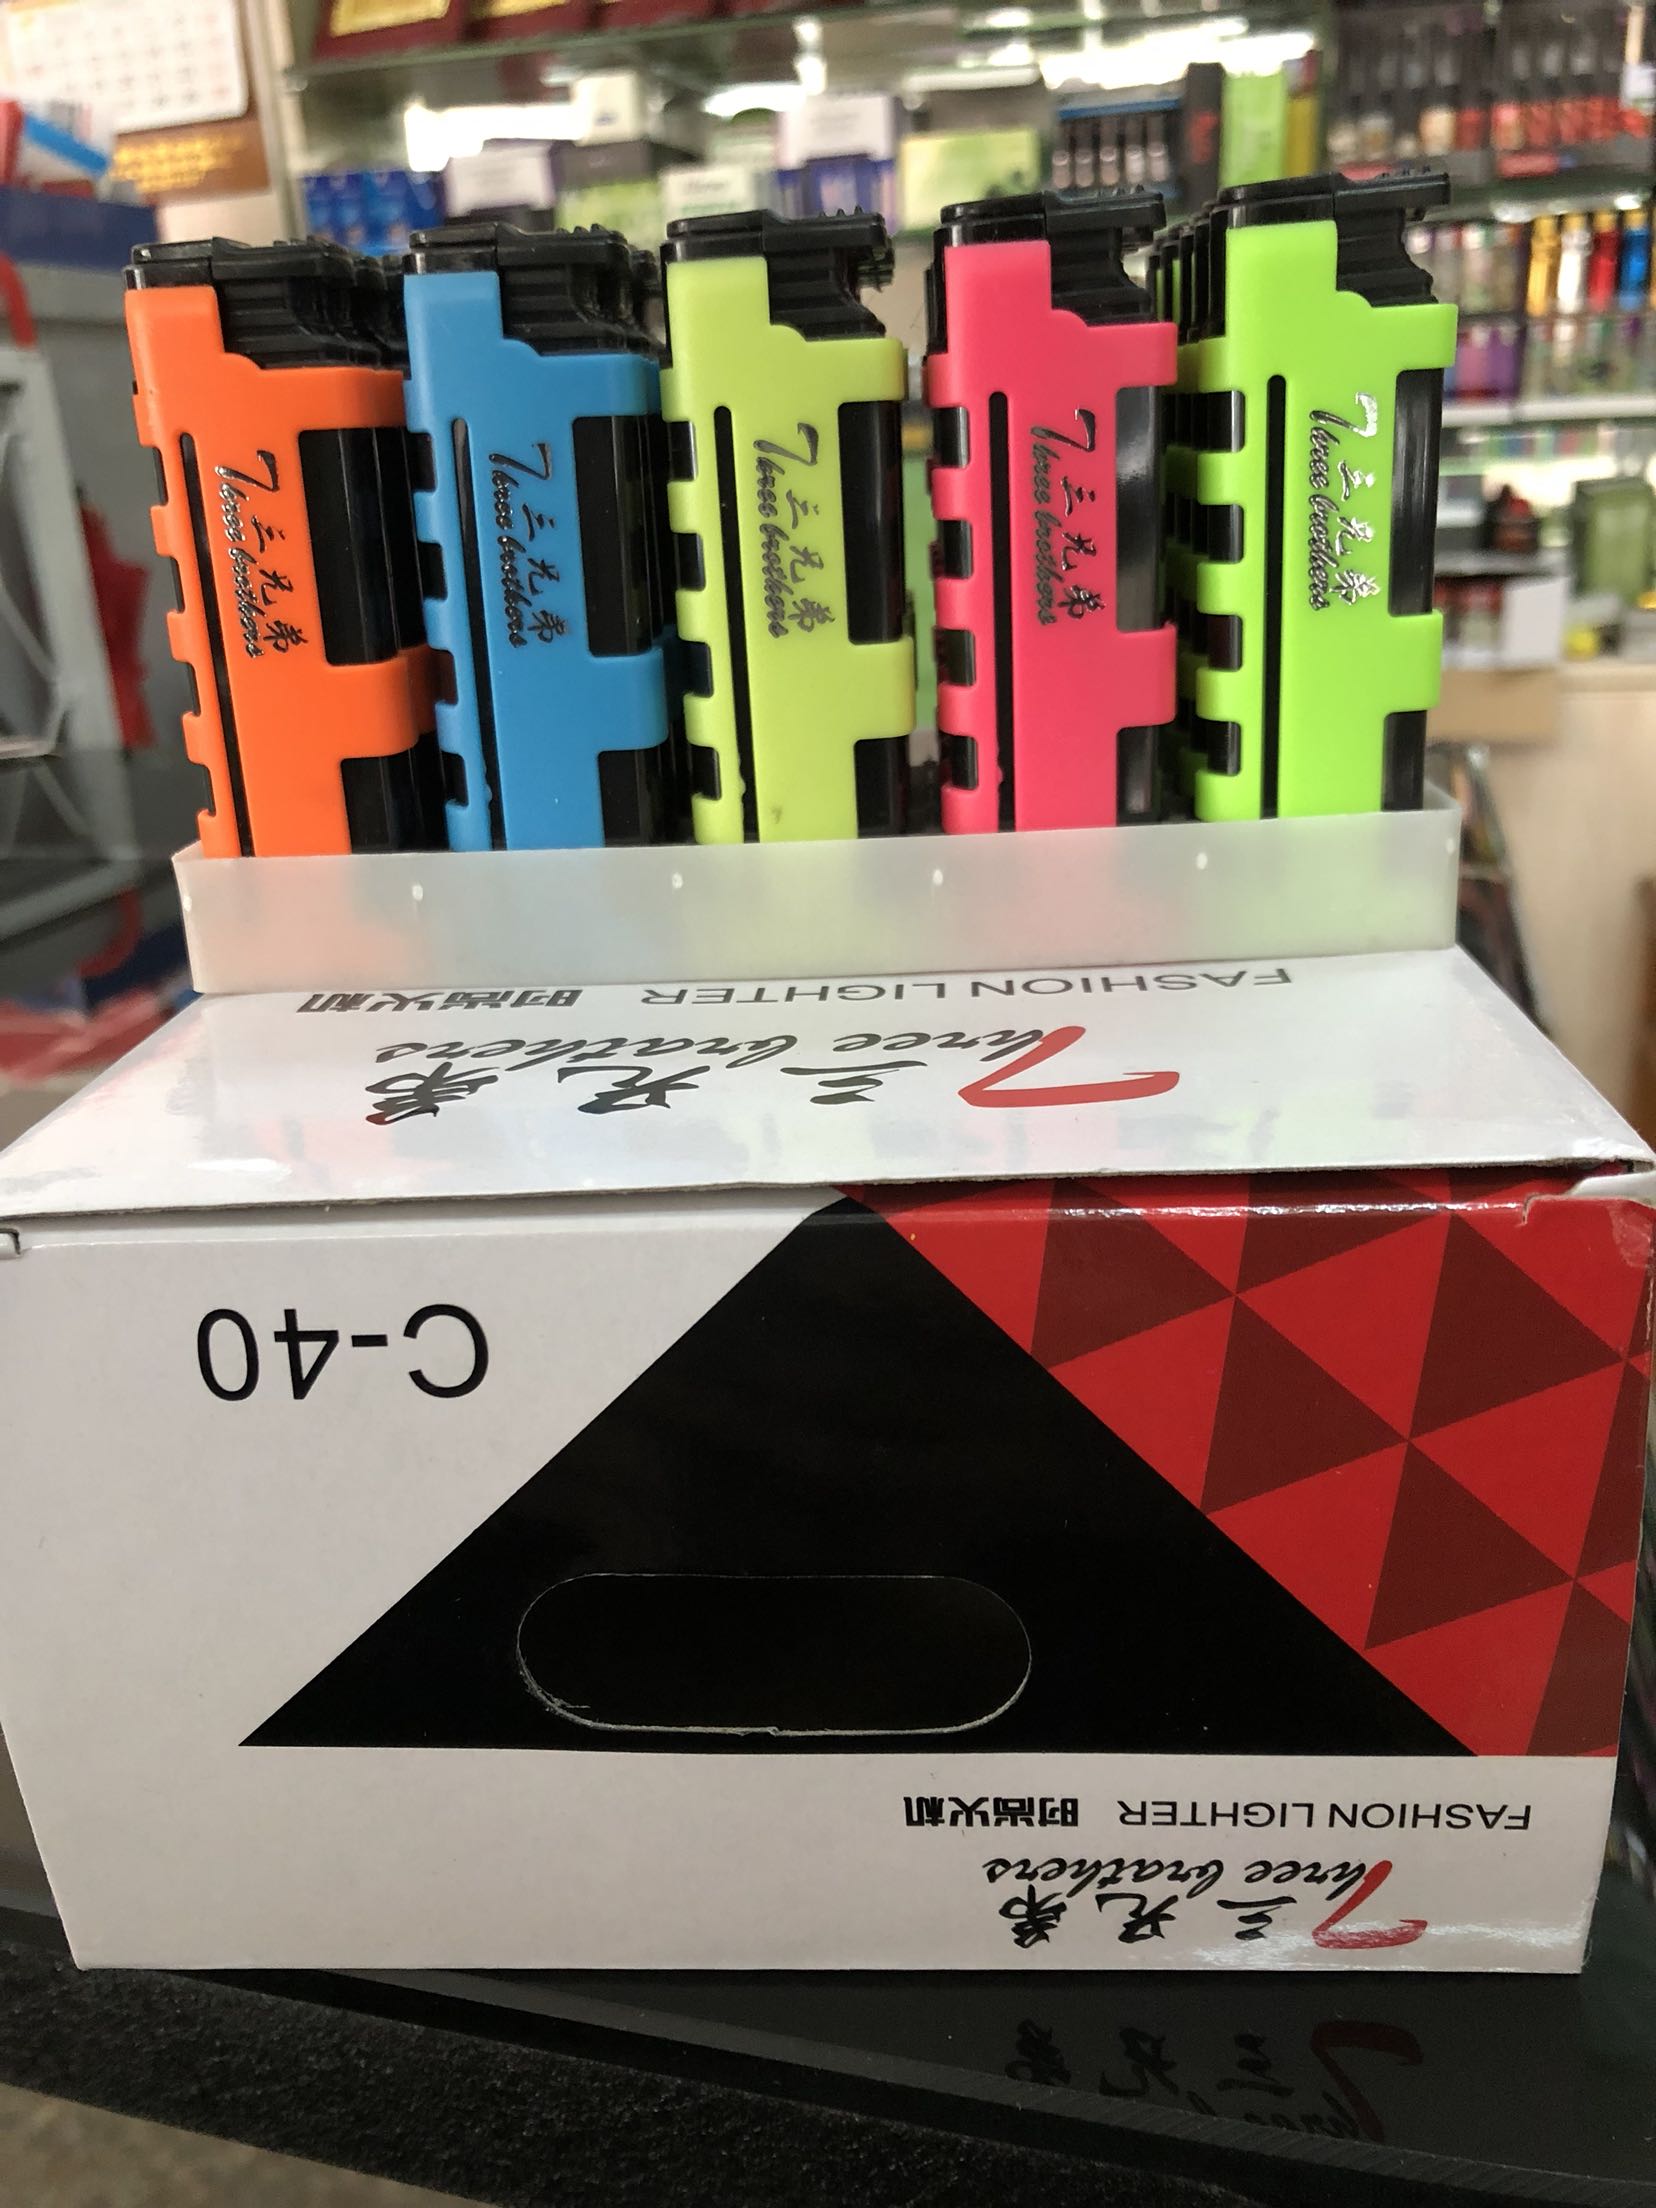 三兄弟
Three brothers
三兄弟
Three brothers
三兄弟
Three brothers
三兄弟
Three brothers
三兄弟
Three brothers
FASHION LIGHTER 时尚火机
Three brathers
三兄弟
C-40
FASHION LIGHTER 时尚火机
Three brathers
三兄弟